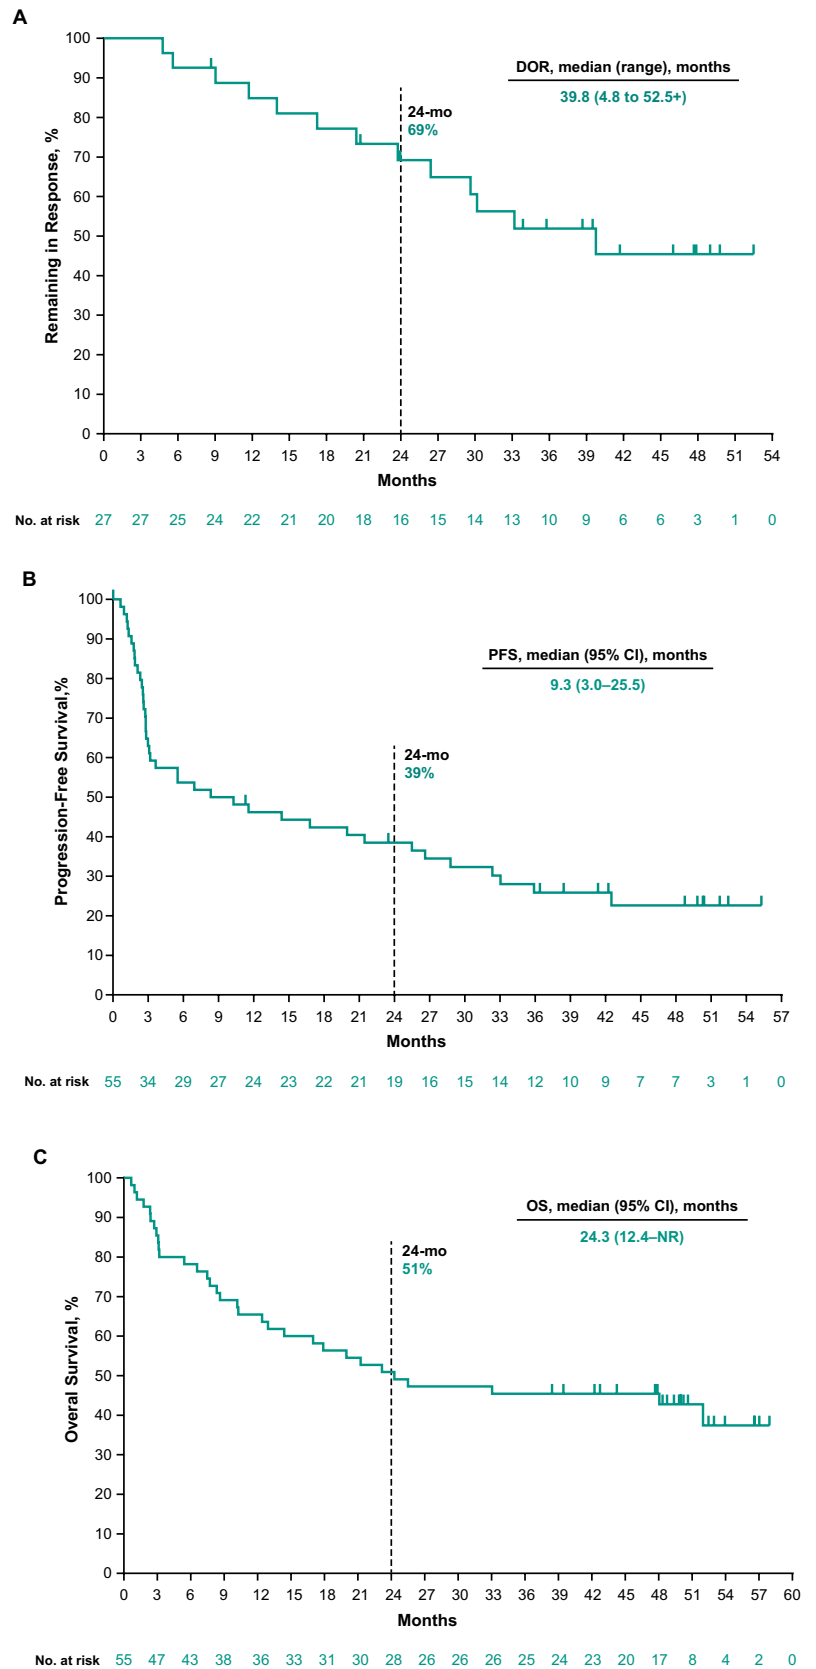 A
100
90
80
70
60
50
40
30
20
10
0
Remaining in Response, %
DOR, median (range), months
39.8 (4.8 to 52.5+)
24-mo
69%
0 3 6 9 12 15 18 21 24 27 30 33 36 39 42 45 48 51 54
Months
No. at risk 27 27 25 24 22 21 20 18 16 15 14 13 10 9 6 6 3 1 0
B
100
90
80
70
60
50
40
30
20
10
0
Progression-Free Survival,%
PFS, median (95% CI), months
9.3 (3.0–25.5)
24-mo
39%
0 3 6 9 12 15 18 21 24 27 30 33 36 39 42 45 48 51 54 57
Months
No. at risk 55 34 29 27 24 23 22 21 19 16 15 14 12 10 9 7 7 3 1 0
C
100
90
80
70
60
50
40
30
20
10
0
Overal Survival, %
OS, median (95% CI), months
24.3 (12.4–NR)
24-mo
51%
0 3 6 9 12 15 18 21 24 27 30 33 36 39 42 45 48 51 54 57 60
Months
No. at risk 55 47 43 38 36 33 31 30 28 26 26 26 25 24 23 20 17 8 4 2 0